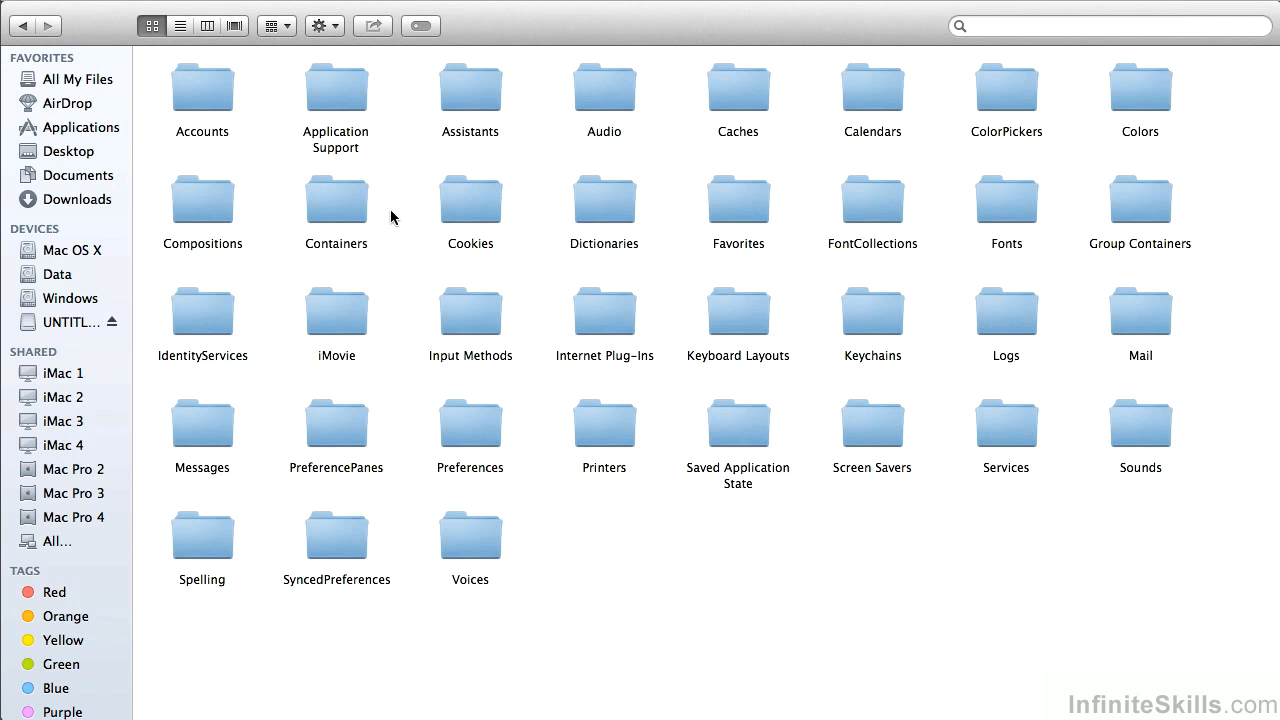 FAVORITES
All My Files
AirDrop
Applications
Desktop
Documents
Downloads
DEVICES
Mac OS X
Data
Windows
UNTITL...
SHARED
iMac 1
iMac 2
iMac 3
iMac 4
Mac Pro 2
Mac Pro 3
Mac Pro 4
All...
TAGS
Red
Orange
Yellow
Green
Blue
Purple
Accounts
Application
Support
Assistants
Audio
Caches
Calendars
ColorPickers
Colors
Compositions
Containers
Cookies
Dictionaries
Favorites
FontCollections
Fonts
Group Containers
IdentityServices
iMovie
Input Methods
Internet Plug-Ins
Keyboard Layouts
Keychains
Logs
Mail
Messages
PreferencePanes
Preferences
Printers
Saved Application
State
Screen Savers
Services
Sounds
Spelling
SyncedPreferences
Voices
InfiniteSkills.com